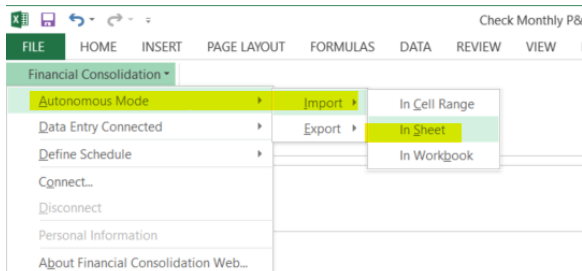 Check Monthly P&
FILE HOME INSERT PAGE LAYOUT FORMULAS DATA REVIEW VIEW
Financial Consolidation
Autonomous Mode Import In Cell Range
Data Entry Connected Export In Sheet
Define Schedule In Workbook
Connect...
Disconnect
Personal Information
About Financial Consolidation Web...